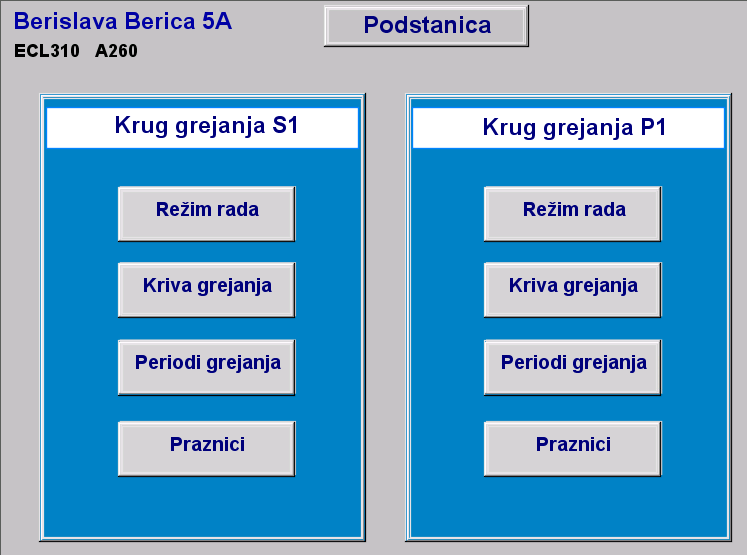 Berislava Berica 5A
Podstanica
ECL310 A260
Krug grejanja S1
Režim rada
Kriva grejanja
Periodi grejanja
Praznici
Krug grejanja P1
Režim rada
Kriva grejanja
Periodi grejanja
Praznici